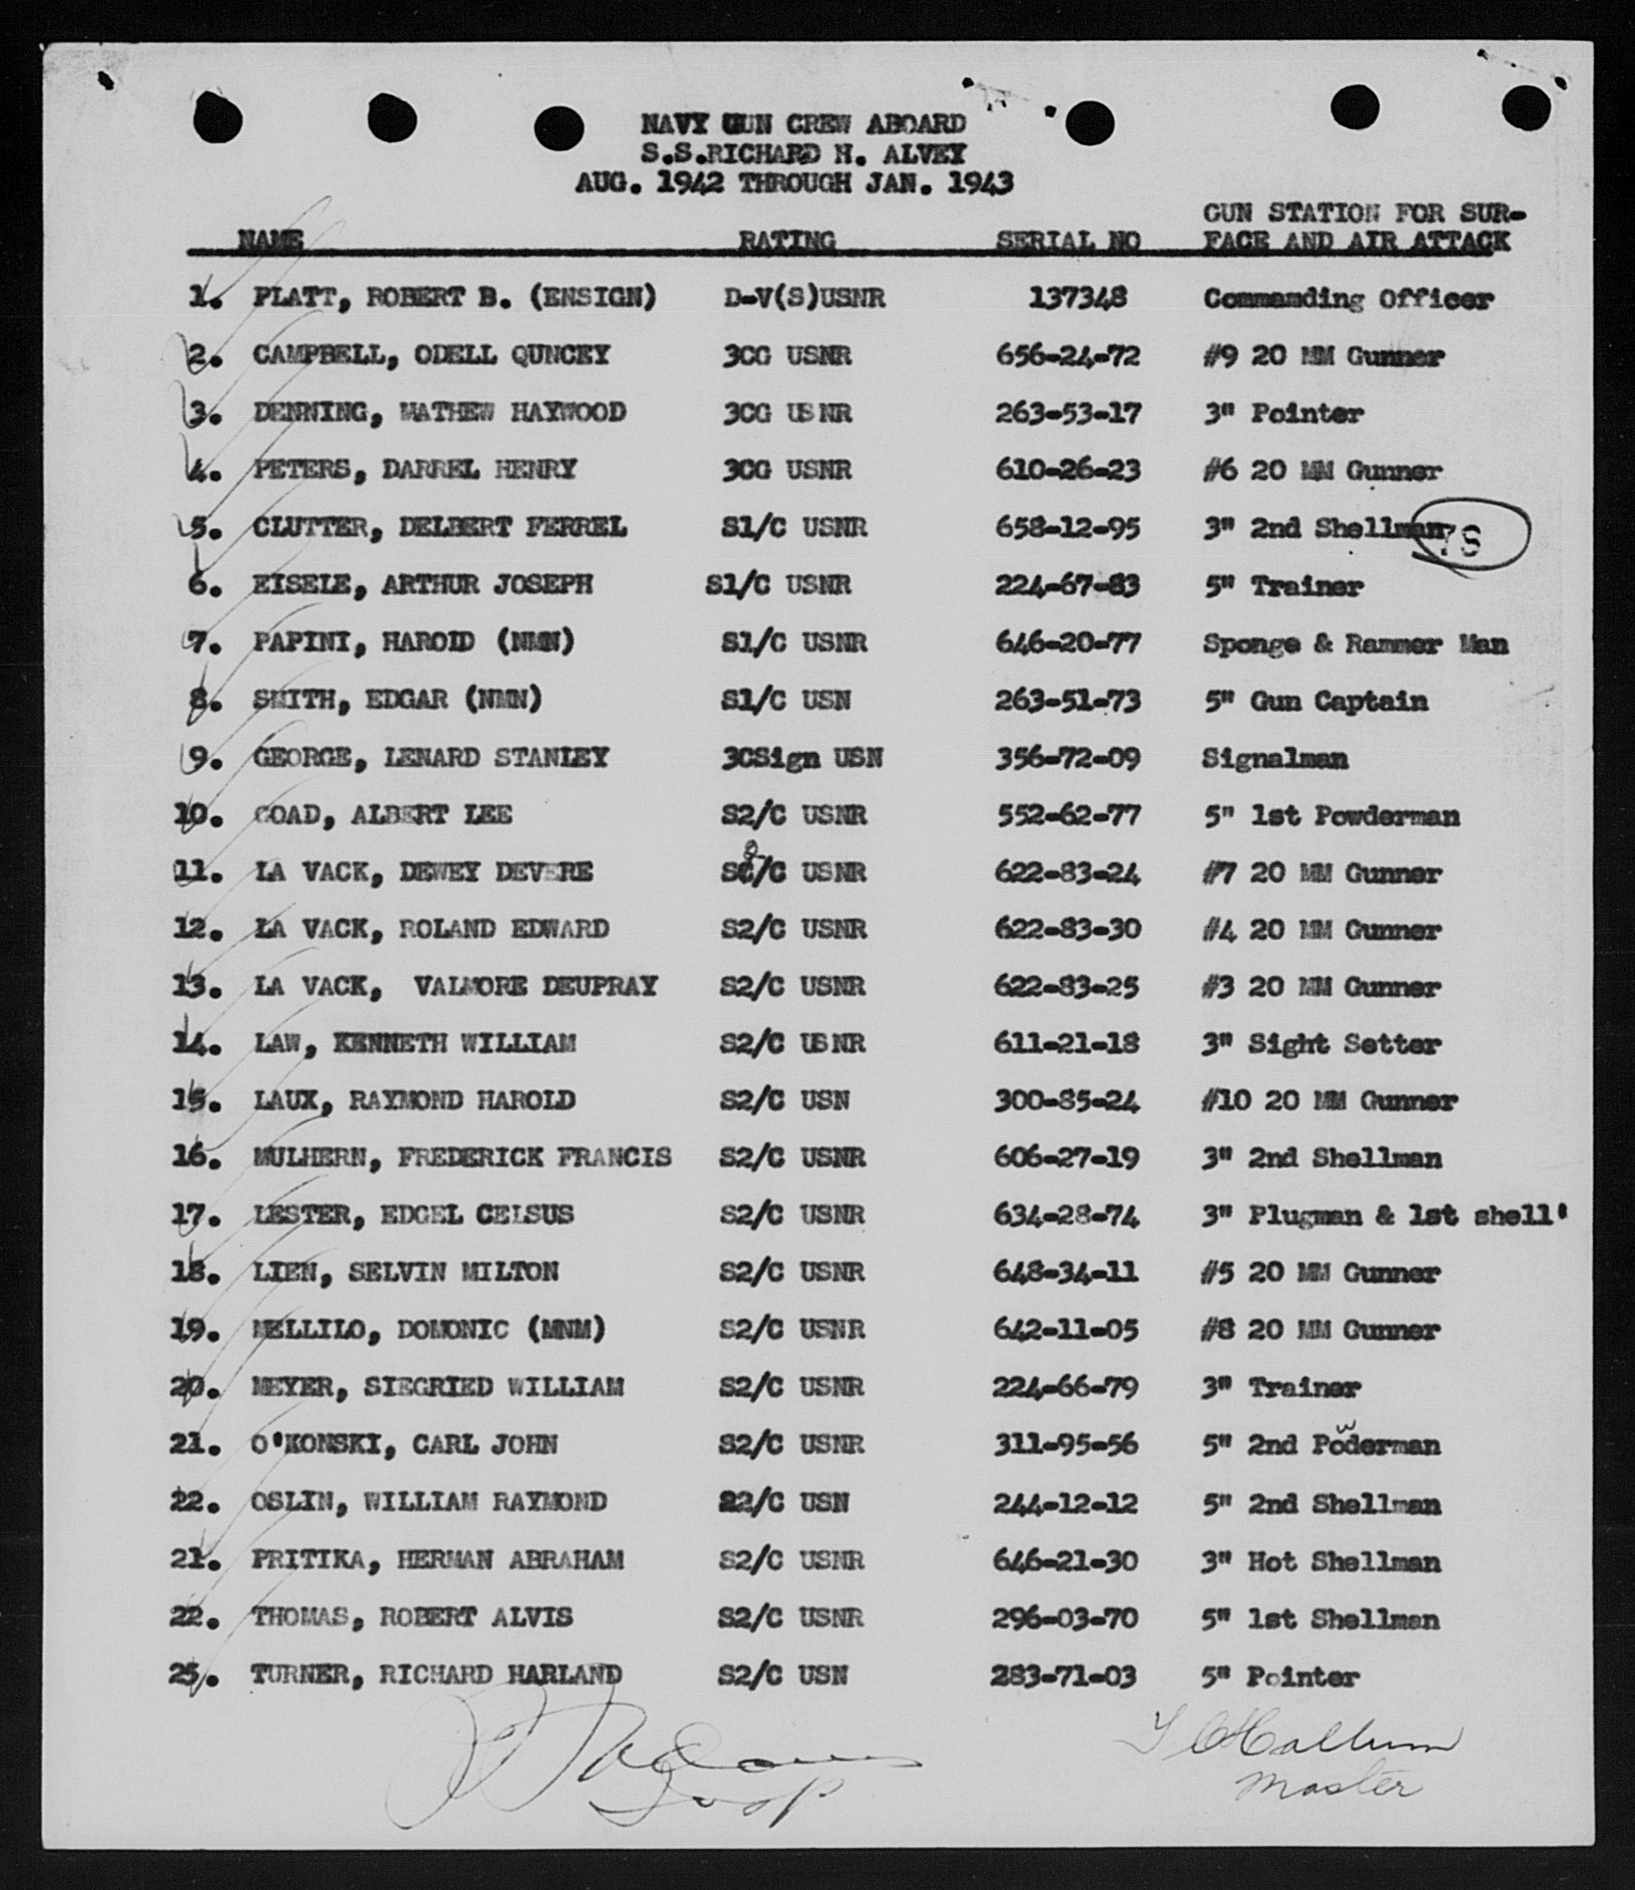 NAVY GUN CREW ABOARD
S.S.RICHARD H. ALVEY
AUG. 1942 THROUGH JAN. 1943
GUN STATION FOR SUR-
NAME RATING SERIAL NO FACE AND AIR ATTACK
1. PLATT, ROBERT B. (ENSIGN) D-V(S)USNR 137348 Commamding Officer
2. CAMPBELL, ODELL QUNCEY 3CG USNR 656-24-72 #9 20 MM Gunner
3. DENNING, MATHEW HAYWOOD 3CG USNR 263-53-17 3" Pointer
4. PETERS, DARREL HENRY 3CG USNR 610-26-23 #6 20 MM Gunner
5. CLUTTER, DELBERT FERREL S1/C USNR 658-12-95 3" 2nd Shellman
78
6. EISELE, ARTHUR JOSEPH S1/C USNR 224-67-83 5" Trainer
7. PAPINI, HAROLD (NMN) S1/C USNR 646-20-77 Sponge & Rammer Man
8. SMITH, EDGAR (NMN) S1/C USN 263-51-73 5" Gun Captain
9. GEORGE, LENARD STANLEY 3CSign USN 356-72-09 Signalman
10. COAD, ALBERT LEE S2/C USNR 552-62-77 5" 1st Powderman
11. LA VACK, DEWEY DEVERE S2/C USNR 622-83-24 #7 20 MM Gunner
12. LA VACK, ROLAND EDWARD S2/C USNR 622-83-30 #4 20 MM Gunner
13. LA VACK, VALMORE DEUPRAY S2/C USNR 622-83-25 #3 20 MM Gunner
14. LAW, KENNETH WILLIAM S2/C USNR 611-21-18 3" Sight Setter
15. LAUX, RAYMOND HAROLD S2/C USN 300-85-24 #10 20 MM Gunner
16. MULHERN, FREDERICK FRANCIS S2/C USNR 606-27-19 3" 2nd Shellman
17. LESTER, EDGEL CELSUS S2/C USNR 634-28-74 3" Plugman & 1st shell'
18. LIEN, SELVIN MILTON S2/C USNR 648-34-11 #5 20 MM Gunner
19. MELLILO, DOMONIC (MNM) S2/C USNR 642-11-05 #8 20 MM Gunner
20. MEYER, SIEGRIED WILLIAM S2/C USNR 224-66-79 3" Trainer
21. O'KONSKI, CARL JOHN S2/C USNR 311-95-56 5" 2nd Powderman
22. OSLIN, WILLIAM RAYMOND 22/C USN 244-12-12 5" 2nd Shellman
21. PRITIKA, HERMAN ABRAHAM S2/C USNR 646-21-30 3" Hot Shellman
22. THOMAS, ROBERT ALVIS S2/C USNR 296-03-70 5" 1st Shellman
25. TURNER, RICHARD HARLAND S2/C USN 283-71-03 5" Pointer
Master